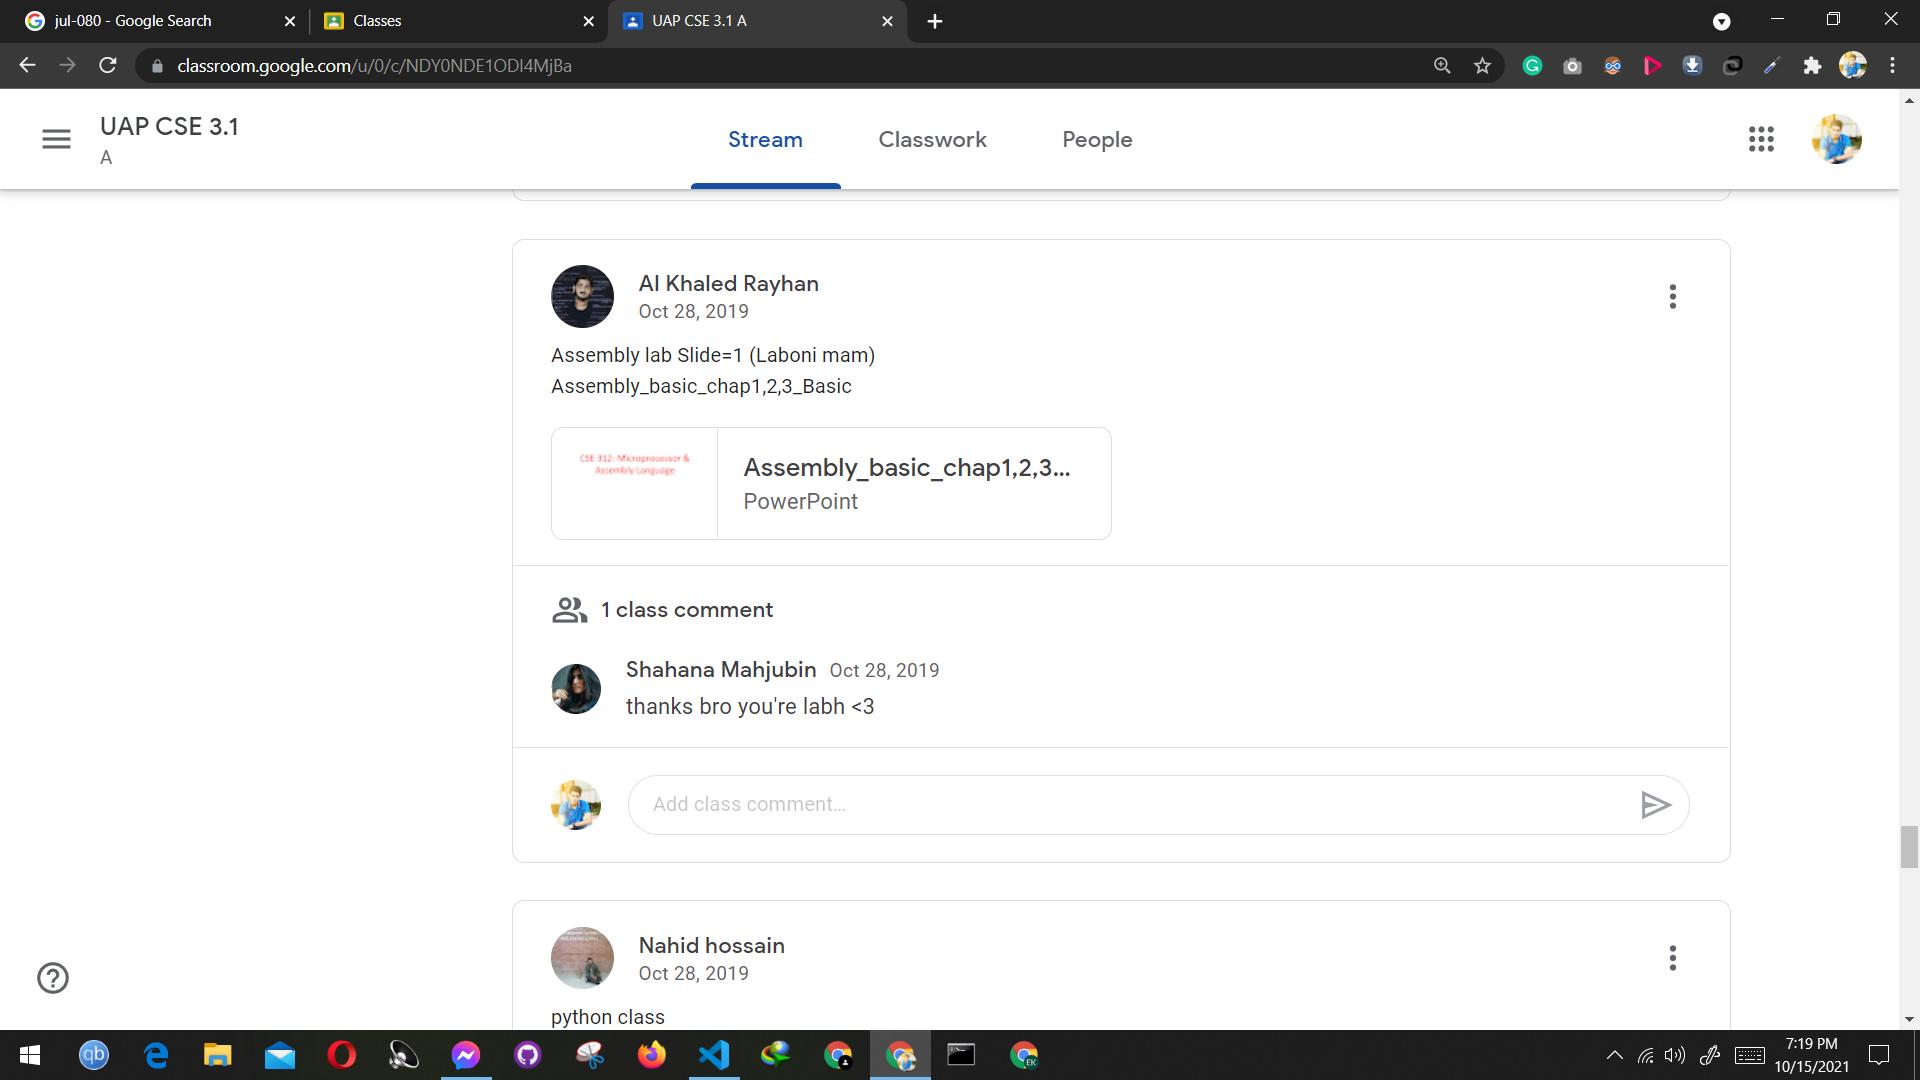 jul-080 - Google Search
Classes
UAP CSE 3.1 A
classroom.google.com/u/0/c/NDY0NDE1ODI4MjBa
UAP CSE 3.1
A
Stream
Classwork
People
Al Khaled Rayhan
Oct 28, 2019
Assembly lab Slide=1 (Laboni mam)
Assembly_basic_chap1,2,3_Basic
CSE 312: Microprocessor &
Assembly Language
Assembly_basic_chap1,2,3...
PowerPoint
1 class comment
Shahana Mahjubin Oct 28, 2019
thanks bro you're labh <3
Add class comment...
Nahid hossain
Oct 28, 2019
python class
qb
EK
7:19 PM
10/15/2021